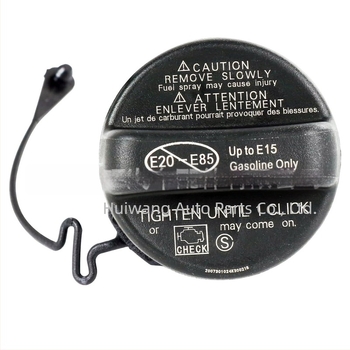 CAUTION
REMOVE SLOWLY
Fuel spray may cause injury
ATTENTION
ENLEVER LENTEMENT
Un jet de carburant pourrait provoquer des blessures.
E20 – E85
Up to E15
Gasoline Only
Huiwang Auto Parts Co., Ltd.
TIGHTEN UNTIL 1 CLICK!
or CHECK may come on.
S